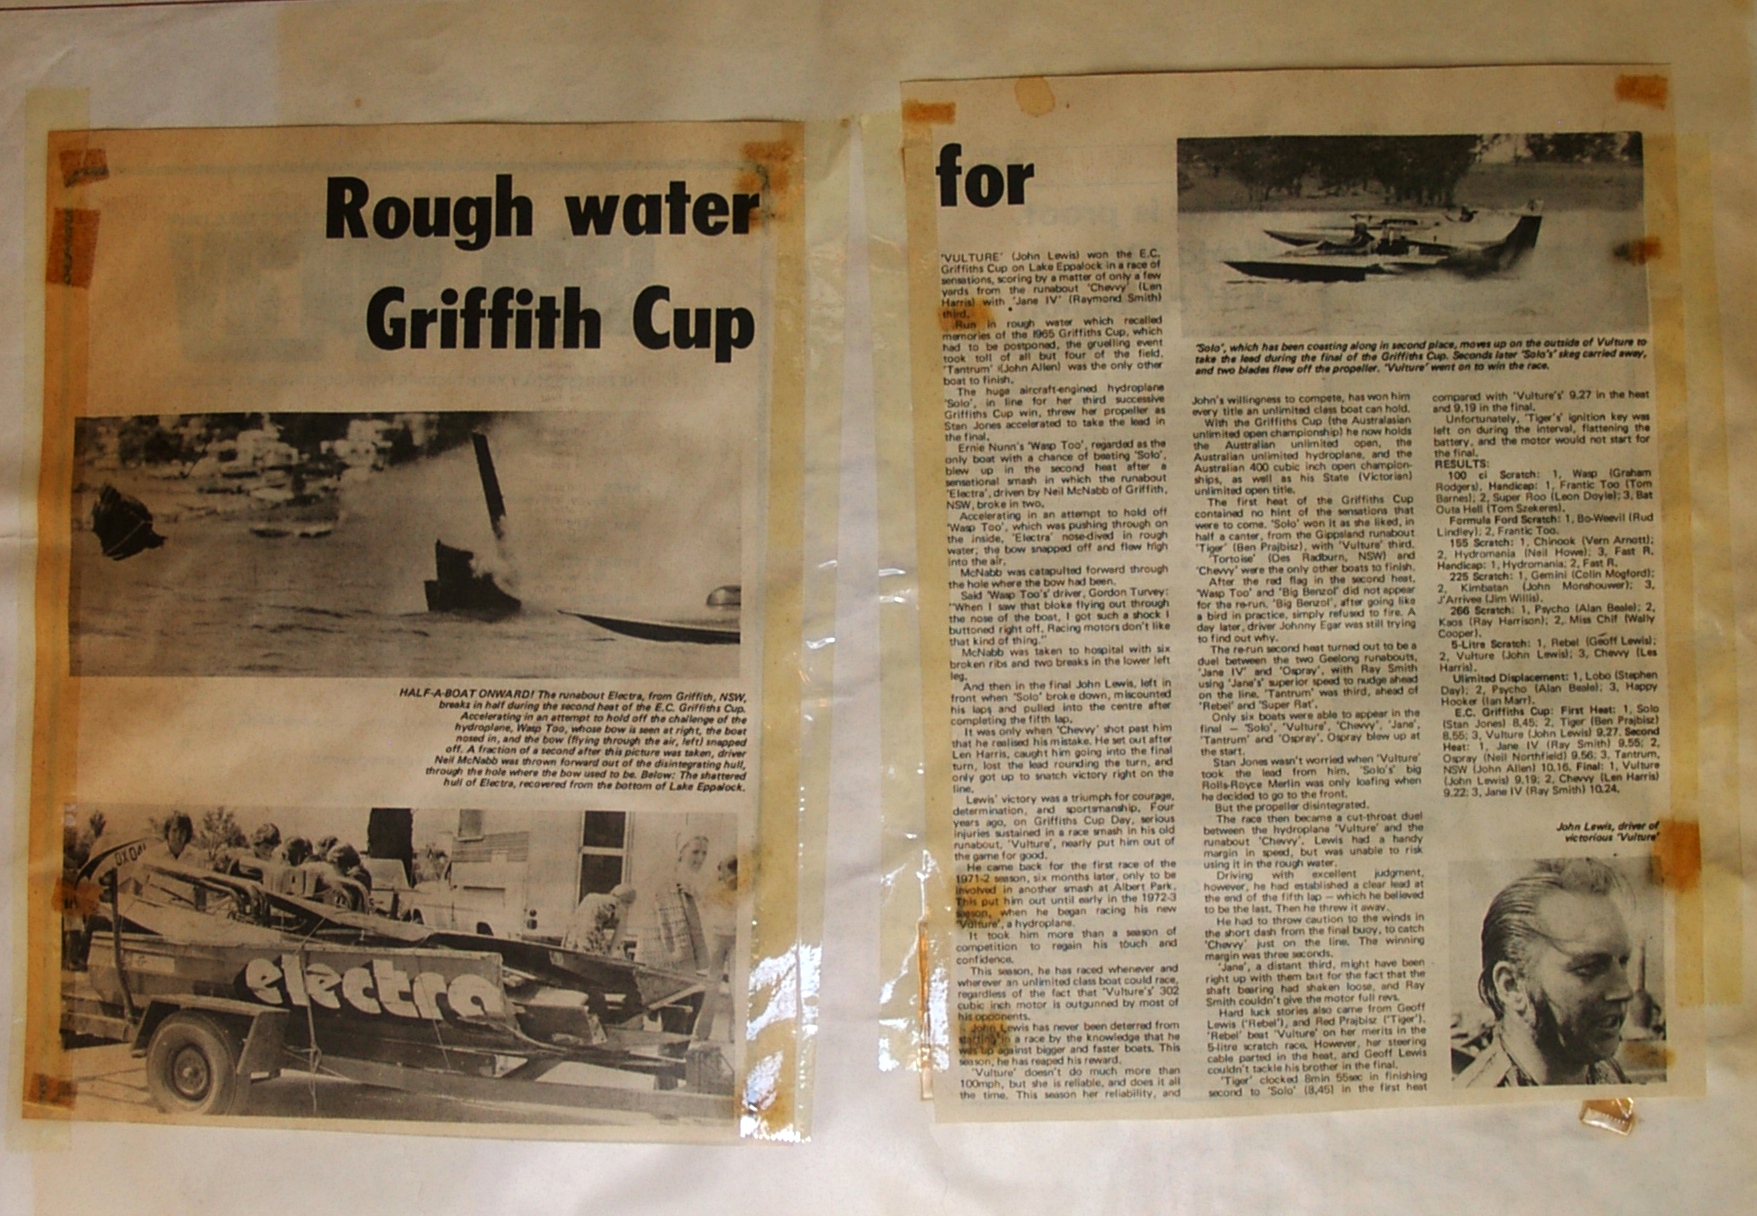 Rough water
for
Griffith Cup
HALF-A-BOAT ONWARD! The runabout Electra, from Griffith, NSW,
breaks in half during the second heat of the E.C. Griffiths Cup.
Accelerating in an attempt to hold off the challenge of the
hydroplane, Wasp Too, whose bow is seen at right, the boat
nosed in, and the bow (flying through the air, left) snapped
off. A fraction of a second after this picture was taken, driver
Neil McNabb was thrown forward out of the disintegrating hull,
through the hole where the bow used to be. Below: The shattered
hull of Electra, recovered from the bottom of Lake Eppalock.
electra
'VULTURE' (John Lewis) won the E.C.
Griffiths Cup on Lake Eppalock in a race of
sensations, scoring by a matter of only a few
yards from the runabout 'Chevvy' (Len
Harris) with 'Jane IV' (Raymond Smith)
third.
Run in rough water which recalled
memories of the 1965 Griffiths Cup, which
had to be postponed, the gruelling event
took toll of all but four of the field.
'Tantrum' (John Allen) was the only other
boat to finish.
The huge aircraft-engined hydroplane
'Solo', in line for her third successive
Griffiths Cup win, threw her propeller as
Stan Jones accelerated to take the lead in
the final.
Ernie Nunn's 'Wasp Too', regarded as the
only boat with a chance of beating 'Solo',
blew up in the second heat after a
sensational smash in which the runabout
'Electra', driven by Neil McNabb of Griffith,
NSW, broke in two.
Accelerating in an attempt to hold off
'Wasp Too', which was pushing through on
the inside, 'Electra' nose-dived in rough
water; the bow snapped off and flew high
into the air.
McNabb was catapulted forward through
the hole where the bow had been.
Said 'Wasp Too's' driver, Gordon Turvey:
"When I saw that bloke flying out through
the nose of the boat, I got such a shock I
buttoned right off. Racing motors don't like
that kind of thing."
McNabb was taken to hospital with six
broken ribs and two breaks in the lower left
leg.
And then in the final John Lewis, left in
front when 'Solo' broke down, miscounted
his laps and pulled into the centre after
completing the fifth lap.
It was only when 'Chevvy' shot past him
that he realised his mistake. He set out after
Len Harris, caught him going into the final
turn, lost the lead rounding the turn, and
only got up to snatch victory right on the
line.
Lewis' victory was a triumph for courage,
determination, and sportsmanship. Four
years ago, on Griffiths Cup Day, serious
injuries sustained in a race smash in his old
runabout, 'Vulture', nearly put him out of
the game for good.
He came back for the first race of the
1971-2 season, six months later, only to be
involved in another smash at Albert Park.
This put him out until early in the 1972-3
season, when he began racing his new
'Vulture', a hydroplane.
It took him more than a season of
competition to regain his touch and
confidence.
This season, he has raced whenever and
wherever an unlimited class boat could race,
regardless of the fact that 'Vulture's' 302
cubic inch motor is outgunned by most of
his opponents.
John Lewis has never been deterred from
starting in a race by the knowledge that he
was up against bigger and faster boats. This
season, he has reaped his reward.
'Vulture' doesn't do much more than
100mph, but she is reliable, and does it all
the time. This season her reliability, and
'Solo', which has been coasting along in second place, moves up on the outside of Vulture to
take the lead during the final of the Griffiths Cup. Seconds later 'Solo's' skeg carried away,
and two blades flew off the propeller. 'Vulture' went on to win the race.
John's willingness to compete, has won him
every title an unlimited class boat can hold.
With the Griffiths Cup (the Australasian
unlimited open championship) he now holds
the Australian unlimited open, the
Australian unlimited hydroplane, and the
Australian 400 cubic inch open champion-
ships, as well as his State (Victorian)
unlimited open title.
The first heat of the Griffiths Cup
contained no hint of the sensations that
were to come. 'Solo' won it as she liked, in
half a canter, from the Gippsland runabout
'Tiger' (Ben Prajbisz), with 'Vulture' third.
'Tortoise' (Des Radburn, NSW) and
'Chevvy' were the only other boats to finish.
After the red flag in the second heat,
'Wasp Too' and 'Big Benzol' did not appear
for the re-run. 'Big Benzol', after going like
a bird in practice, simply refused to fire. A
day later, driver Johnny Egar was still trying
to find out why.
The re-run second heat turned out to be a
duel between the two Geelong runabouts,
'Jane IV' and 'Ospray', with Ray Smith
using 'Jane's superior speed to nudge ahead
on the line. 'Tantrum' was third, ahead of
'Rebel' and 'Super Rat'.
Only six boats were able to appear in the
final — 'Solo', 'Vulture', 'Chevvy', 'Jane',
'Tantrum' and 'Ospray'. Ospray blew up at
the start.
Stan Jones wasn't worried when 'Vulture'
took the lead from him. 'Solo's' big
Rolls-Royce Merlin was only loafing when
he decided to go to the front.
But the propeller disintegrated.
The race then became a cut-throat duel
between the hydroplane 'Vulture' and the
runabout 'Chevvy'. Lewis had a handy
margin in speed, but was unable to risk
using it in the rough water.
Driving with excellent judgment,
however, he had established a clear lead at
the end of the fifth lap — which he believed
to be the last. Then he threw it away.
He had to throw caution to the winds in
the short dash from the final buoy, to catch
'Chevvy' just on the line. The winning
margin was three seconds.
'Jane', a distant third, might have been
right up with them but for the fact that the
shaft bearing had shaken loose, and Ray
Smith couldn't give the motor full revs.
Hard luck stories also came from Geoff
Lewis ('Rebel'), and Red Prajbisz ('Tiger').
'Rebel' beat 'Vulture' on her merits in the
5-litre scratch race. However, her steering
cable parted in the heat, and Geoff Lewis
couldn't tackle his brother in the final.
'Tiger' clocked 8min 55sec in finishing
second to 'Solo' (8,45) in the first heat
compared with 'Vulture's' 9.27 in the heat
and 9.19 in the final.
Unfortunately, 'Tiger's' ignition key was
left on during the interval, flattening the
battery, and the motor would not start for
the final.
RESULTS:
100 ci Scratch: 1, Wasp (Graham
Rodgers). Handicap: 1, Frantic Too (Tom
Barnes); 2, Super Roo (Leon Doyle); 3, Bat
Outa Hell (Tom Szekeres).
Formula Ford Scratch: 1, Bo-Weevil (Rud
Lindley); 2, Frantic Too.
155 Scratch: 1, Chinook (Vern Arnott);
2, Hydromania (Neil Howe); 3, Fast R.
Handicap: 1, Hydromania; 2, Fast R.
225 Scratch: 1, Gemini (Colin Mogford);
2, Kimbatan (John Monshouwer); 3,
J'Arrivee (Jim Willis).
266 Scratch: 1, Psycho (Alan Beale); 2,
Kaos (Ray Harrison); 2, Miss Chif (Wally
Cooper).
5-Litre Scratch: 1, Rebel (Geoff Lewis);
2, Vulture (John Lewis); 3, Chevvy (Les
Harris).
Ulimited Displacement: 1, Lobo (Stephen
Day); 2, Psycho (Alan Beale); 3, Happy
Hooker (Ian Marr).
E.C. Griffiths Cup: First Heat: 1, Solo
(Stan Jones) 8.45; 2, Tiger (Ben Prajbisz)
8.55; 3, Vulture (John Lewis) 9.27. Second
Heat: 1, Jane IV (Ray Smith) 9.55; 2,
Ospray (Neil Northfield) 9.56; 3, Tantrum,
NSW (John Allen) 10.16. Final: 1, Vulture
(John Lewis) 9.19; 2, Chevvy (Len Harris)
9.22; 3, Jane IV (Ray Smith) 10.24.
John Lewis, driver of
victorious 'Vulture'